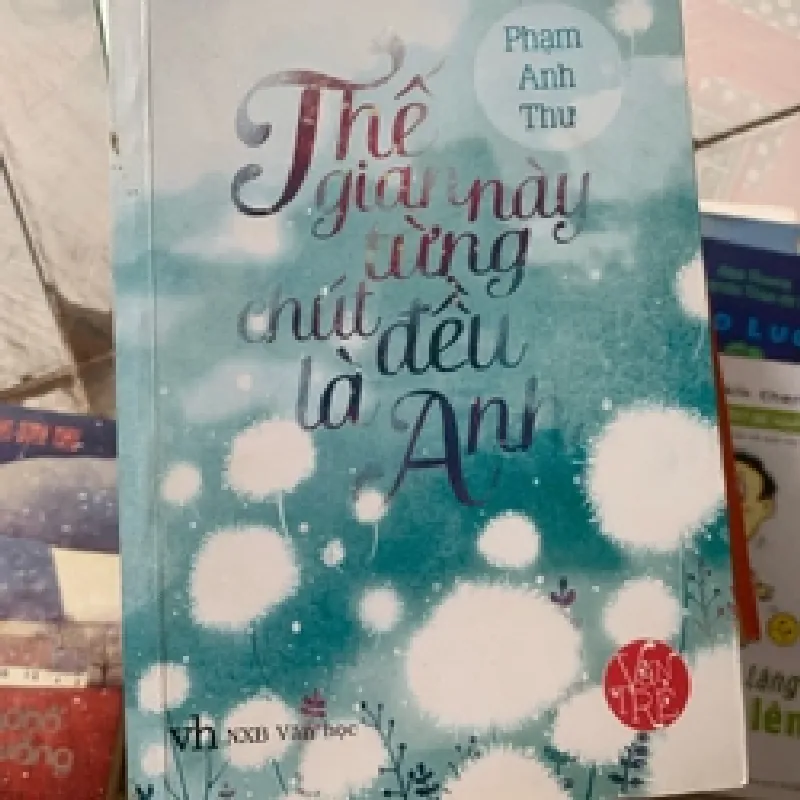 Phạm
Anh
Thư
Thế
gian này
từng
chút đều
là Anh
vh NXB Văn học
VĂN
TRẺ